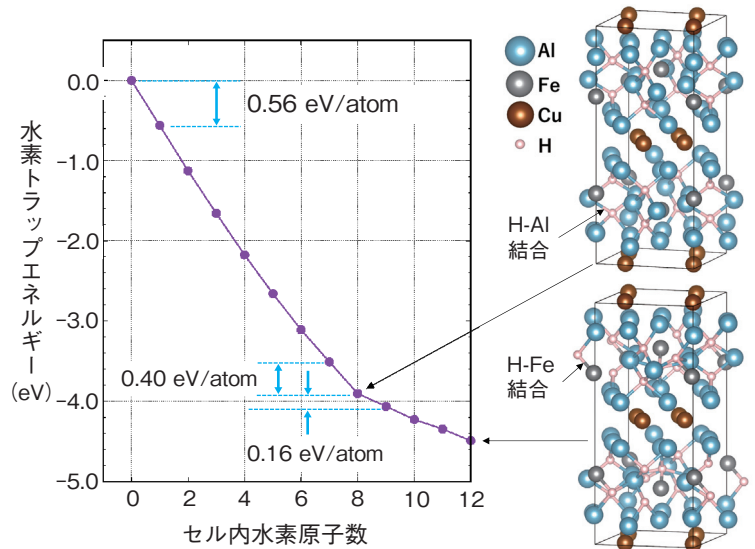 水素トラップエネルギー
(eV)
0.0
-1.0
-2.0
-3.0
-4.0
-5.0
0.56 eV/atom
0.40 eV/atom
0.16 eV/atom
0 2 4 6 8 10 12
セル内水素原子数
Al
Fe
Cu
H
H-Al
結合
H-Fe
結合